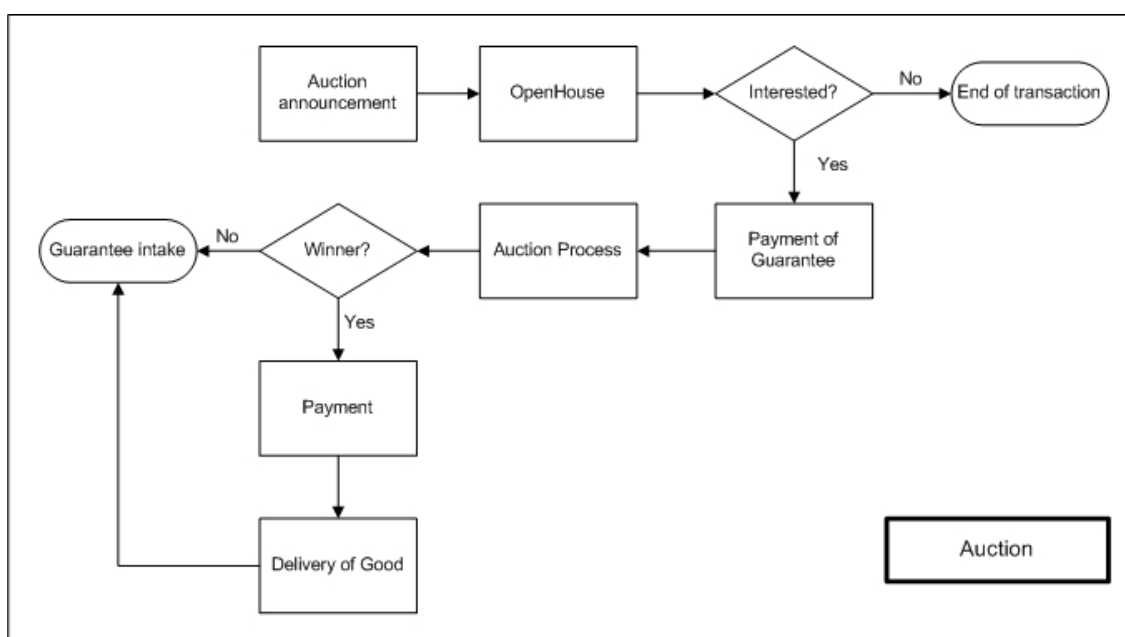 Auction
announcement
OpenHouse
Interested?
No
End of transaction
Yes
Guarantee intake
No
Winner?
Auction Process
Payment of
Guarantee
Yes
Payment
Delivery of Good
Auction